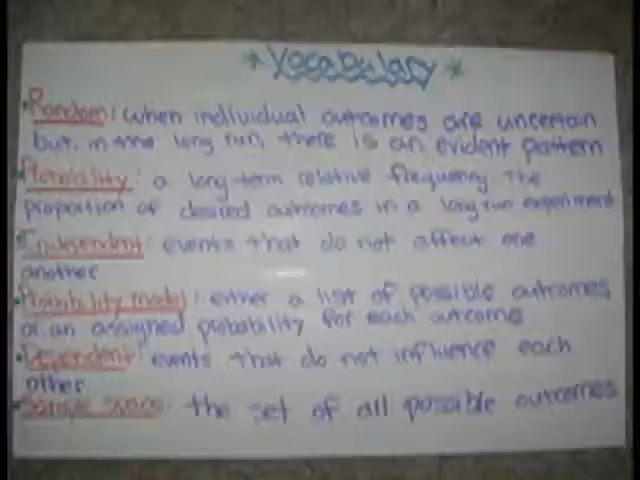 *Vocabulary*
•Random: when individual outcomes are uncertain
but in the long run, there is an evident pattern
•Probability: a long-term relative frequency the
proportion of desired outcomes in a long run experiment
•Independent: events that do not affect one
another
•Probability model: either a list of possible outcomes
or an assigned probability for each outcome
•Dependent: events that do not influence each
other
•Sample space: the set of all possible outcomes